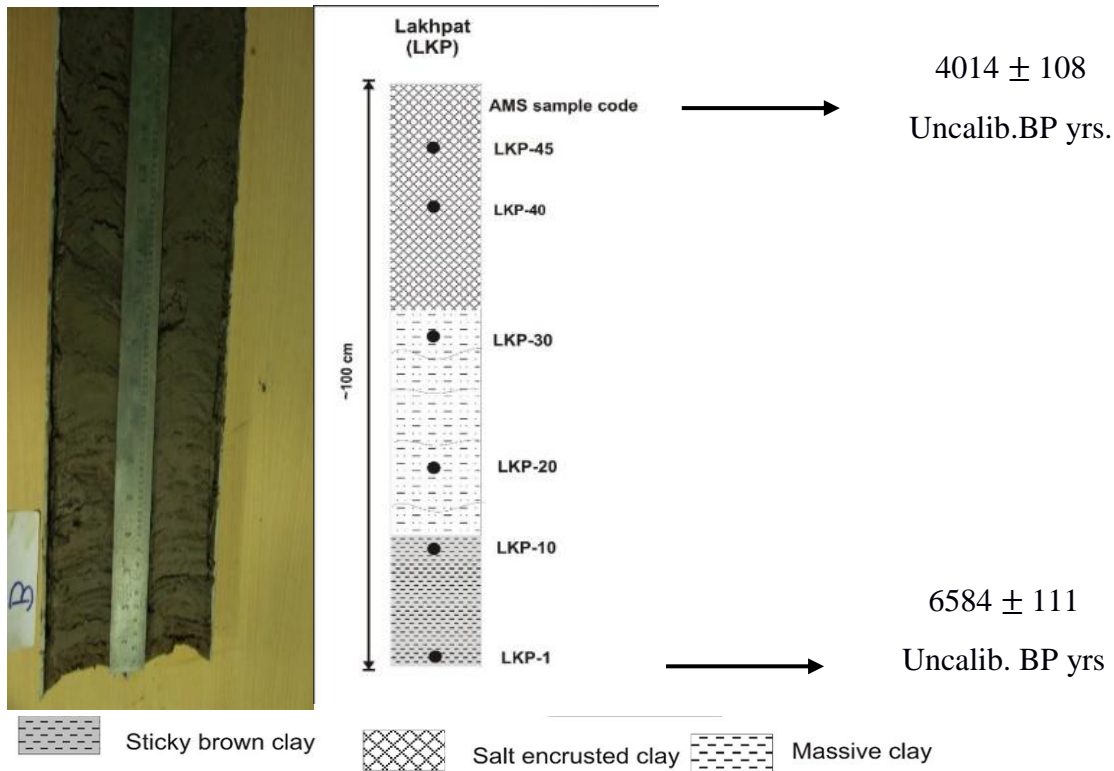 Lakhpat
(LKP)
AMS sample code
4014 ± 108
Uncalib.BP yrs.
LKP-45
LKP-40
LKP-30
~100 cm
LKP-20
LKP-10
LKP-1
6584 ± 111
Uncalib. BP yrs
B
Sticky brown clay
Salt encrusted clay
Massive clay